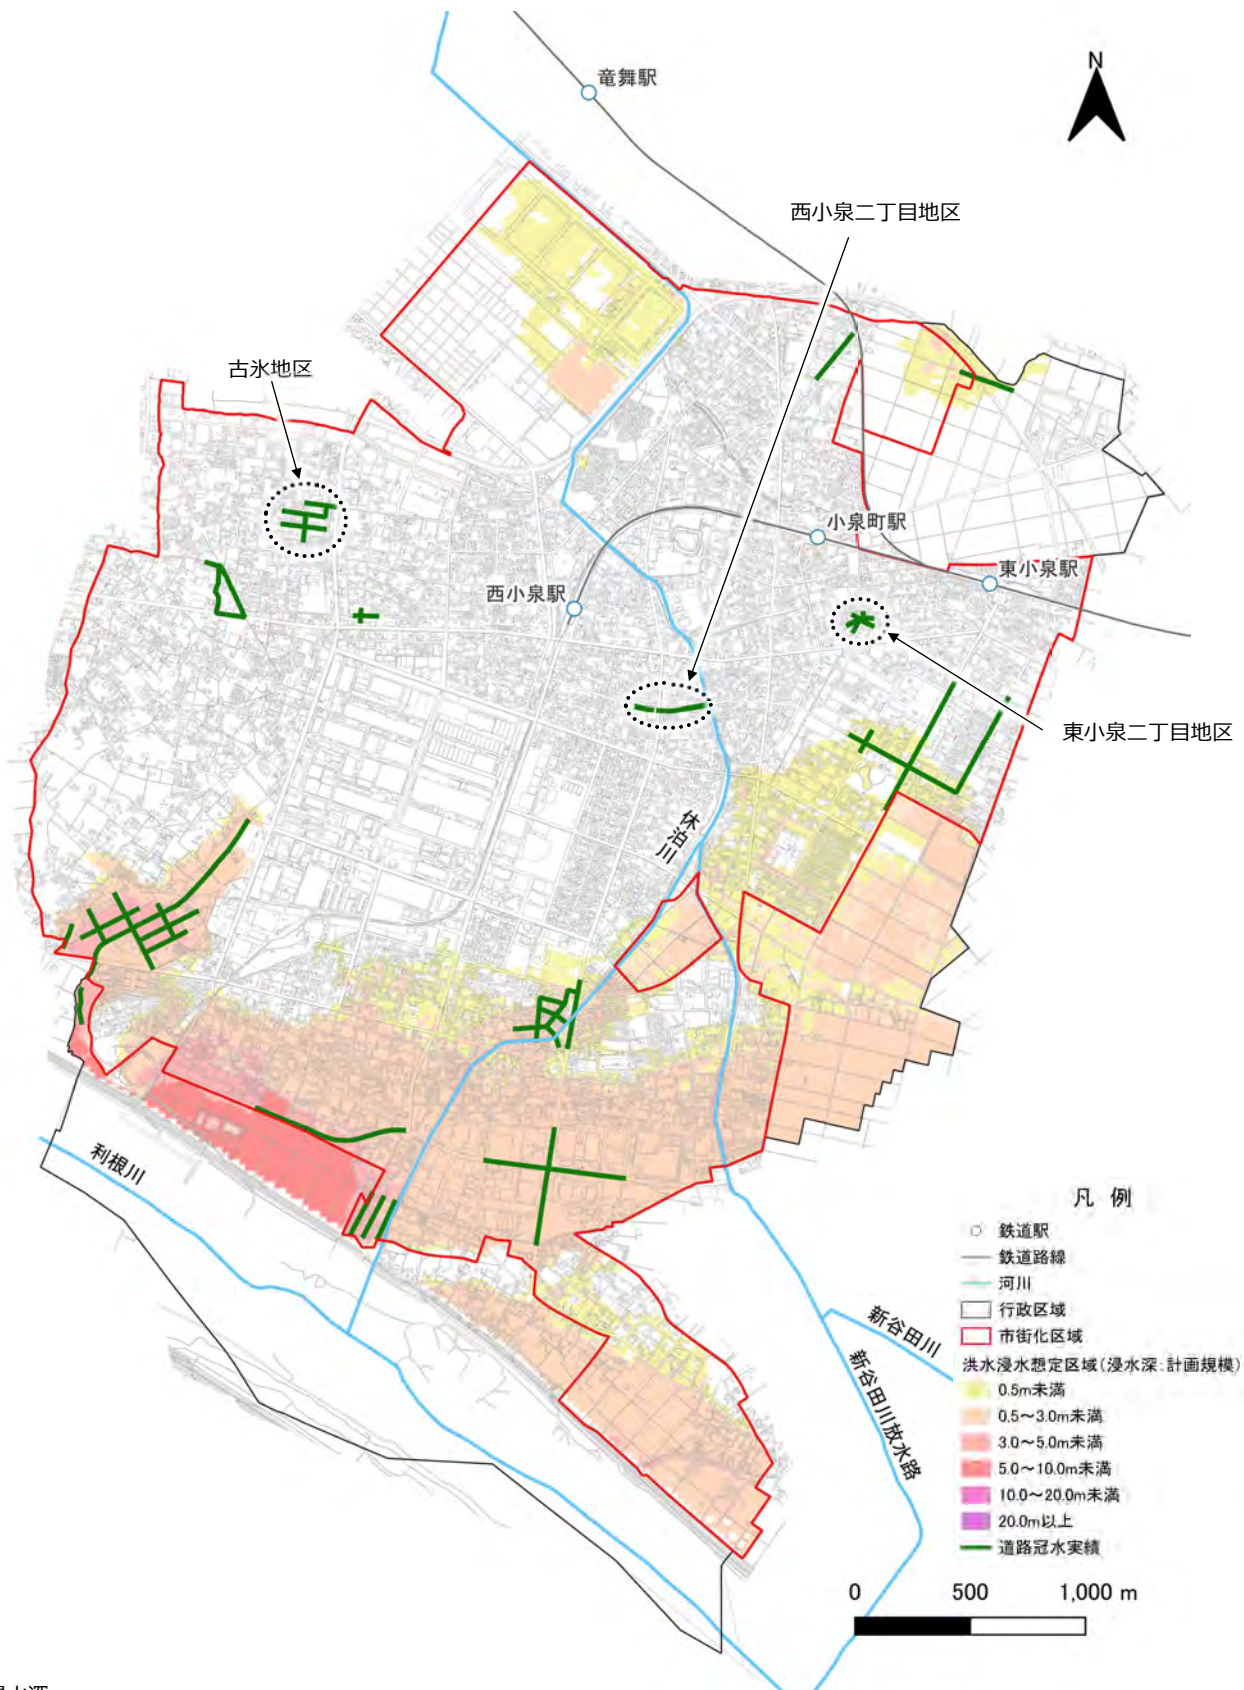 N
竜舞駅
西小泉二丁目地区
古氷地区
小泉町駅
東小泉駅
西小泉駅
東小泉二丁目地区
休泊川
利根川
新谷田川
新谷田川放水路
凡 例
鉄道駅
鉄道路線
河川
行政区域
市街化区域
洪水浸水想定区域(浸水深:計画規模)
0.5m未満
0.5～3.0m未満
3.0～5.0m未満
5.0～10.0m未満
10.0～20.0m未満
20.0m以上
道路冠水実績
0 500 1,000 m